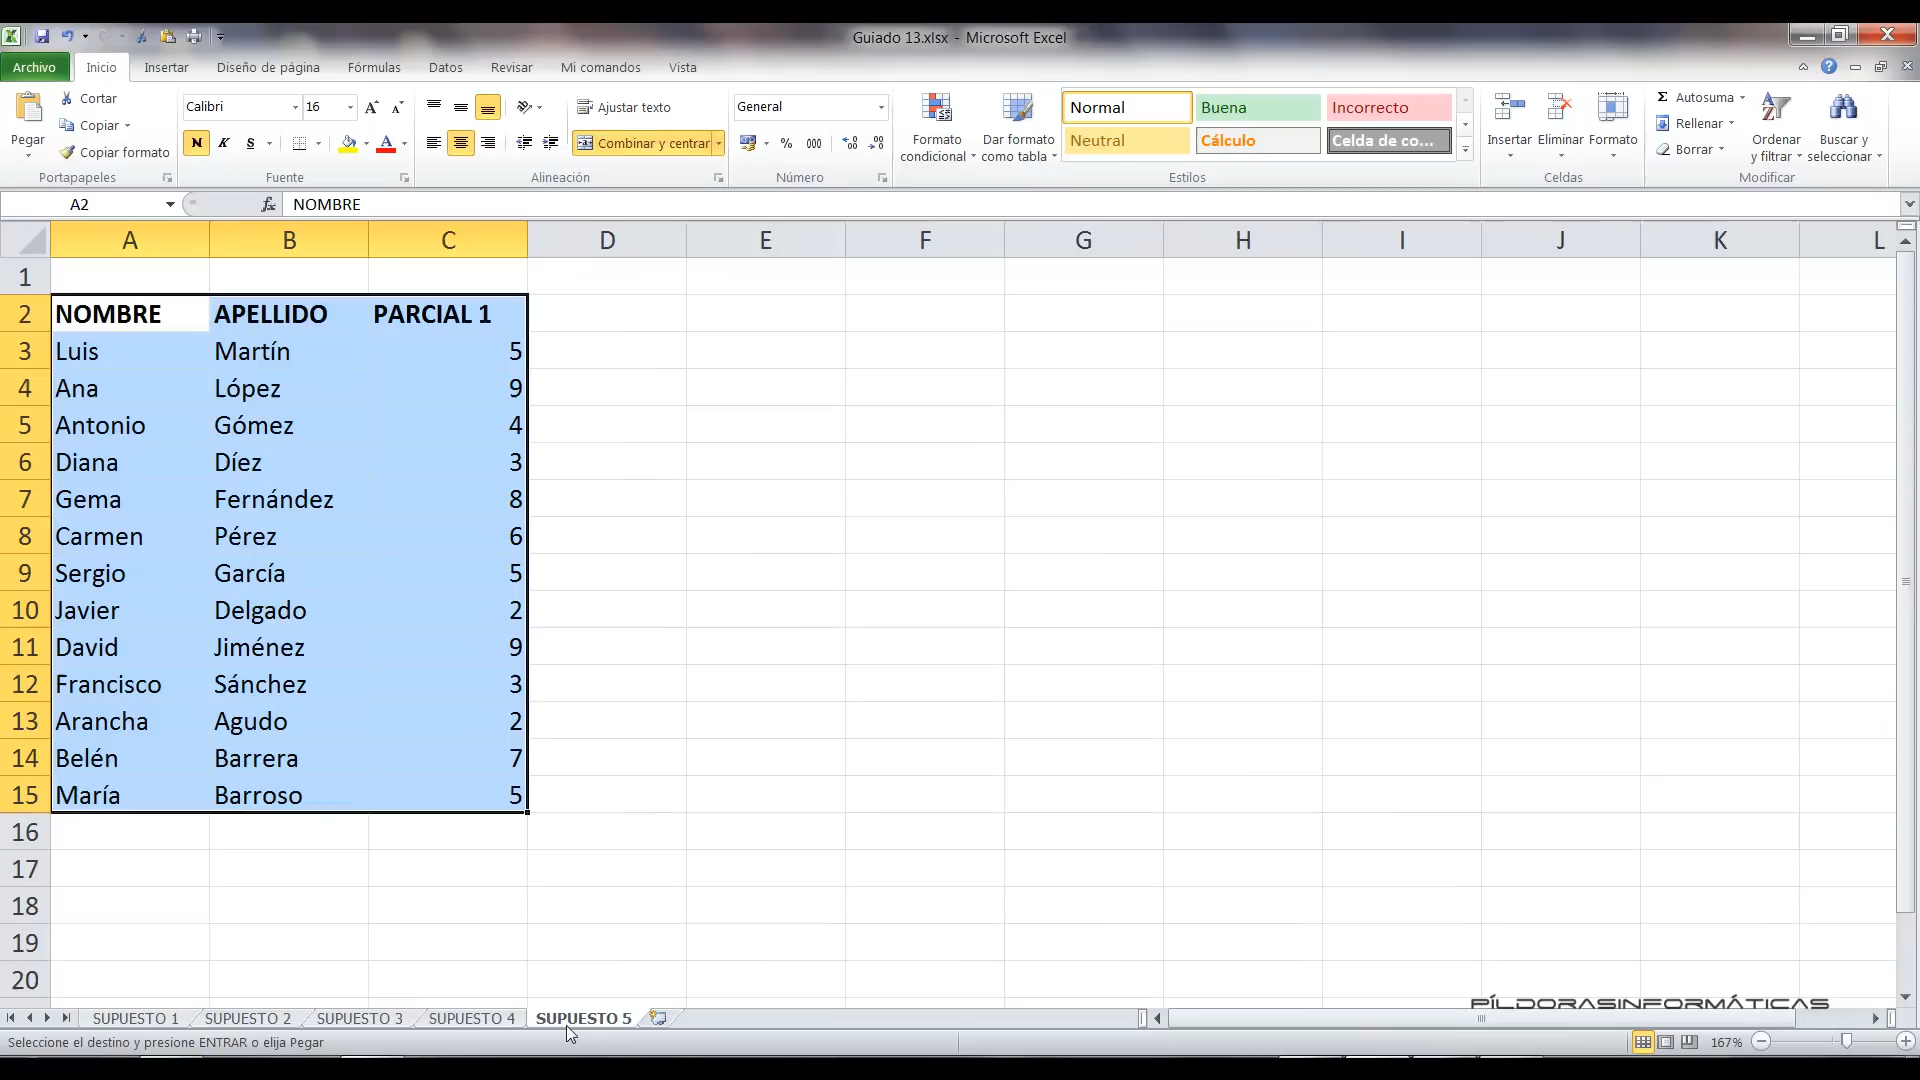 Guiado 13.xlsx - Microsoft Excel
Archivo Inicio Insertar Diseño de página Fórmulas Datos Revisar Mi comandos Vista
Pegar
Cortar
Copiar
Copiar formato
Portapapeles
Calibri 16
N K S
A
Fuente
Ajustar texto
Combinar y centrar
Alineación
General
% 000
Número
Formato condicional
Dar formato como tabla
Normal Buena Incorrecto
Neutral Cálculo Celda de co...
Estilos
Insertar Eliminar Formato
Celdas
Σ Autosuma
Rellenar
Borrar
Ordenar y filtrar
Buscar y seleccionar
Modificar
A2 fx NOMBRE
A B C D E F G H I J K L
1
2 NOMBRE APELLIDO PARCIAL 1
3 Luis Martín 5
4 Ana López 9
5 Antonio Gómez 4
6 Diana Díez 3
7 Gema Fernández 8
8 Carmen Pérez 6
9 Sergio García 5
10 Javier Delgado 2
11 David Jiménez 9
12 Francisco Sánchez 3
13 Arancha Agudo 2
14 Belén Barrera 7
15 María Barroso 5
16
17
18
19
20
PÍLDORASINFORMÁTICAS
SUPUESTO 1 SUPUESTO 2 SUPUESTO 3 SUPUESTO 4 SUPUESTO 5
Seleccione el destino y presione ENTRAR o elija Pegar
167%